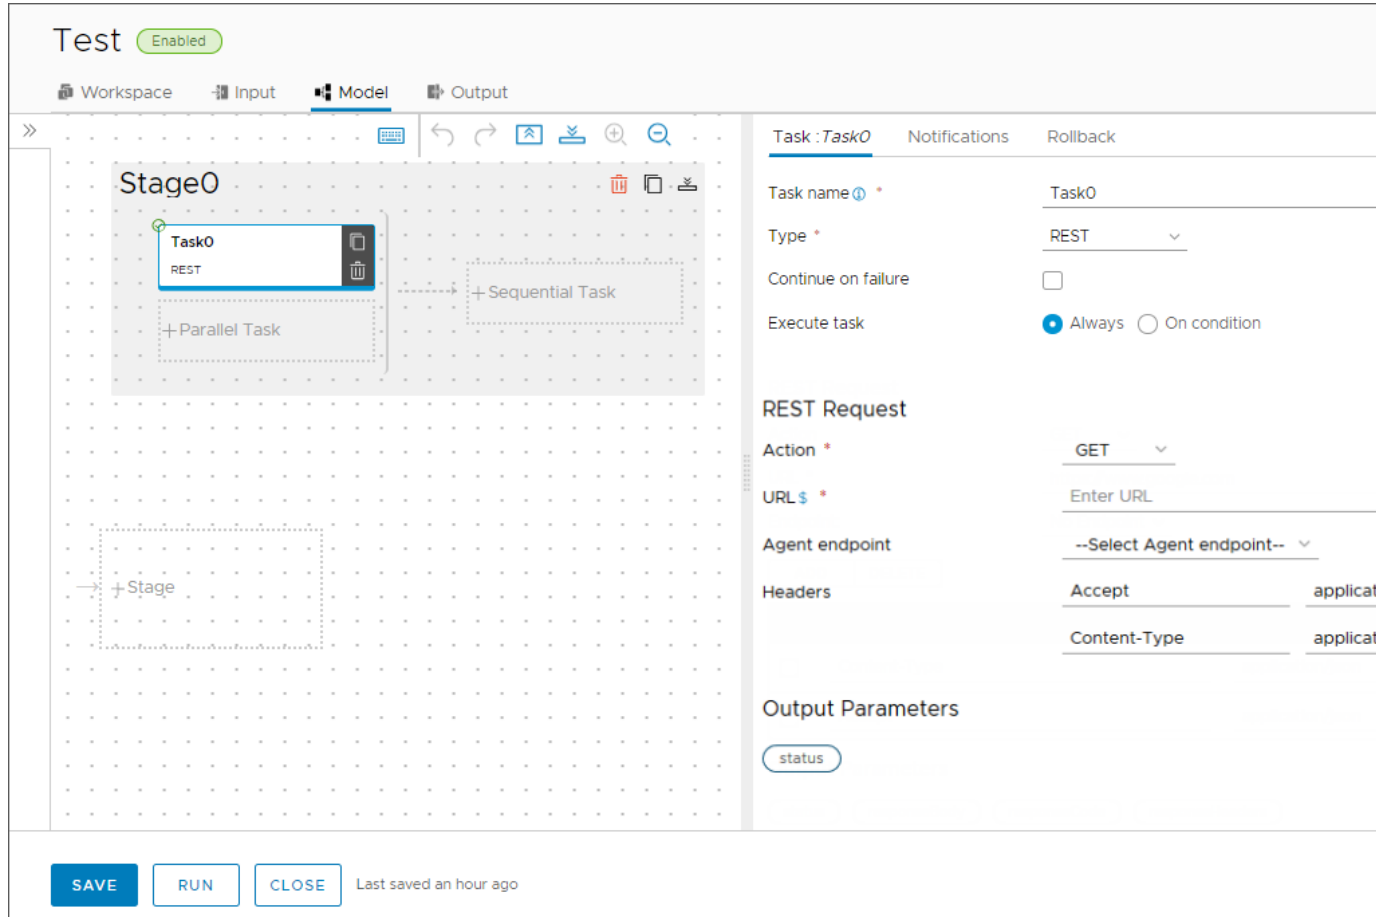 Test Enabled
Workspace Input Model Output
Task :Task0 Notifications Rollback
Stage0
Task0
REST
+ Sequential Task
+ Parallel Task
+ Stage
Task name *
Task0
Type *
REST
Continue on failure
Execute task
Always On condition
REST Request
Action *
GET
URL $ *
Enter URL
Agent endpoint
--Select Agent endpoint--
Headers
Accept applicat
Content-Type applicat
Output Parameters
status
SAVE RUN CLOSE Last saved an hour ago